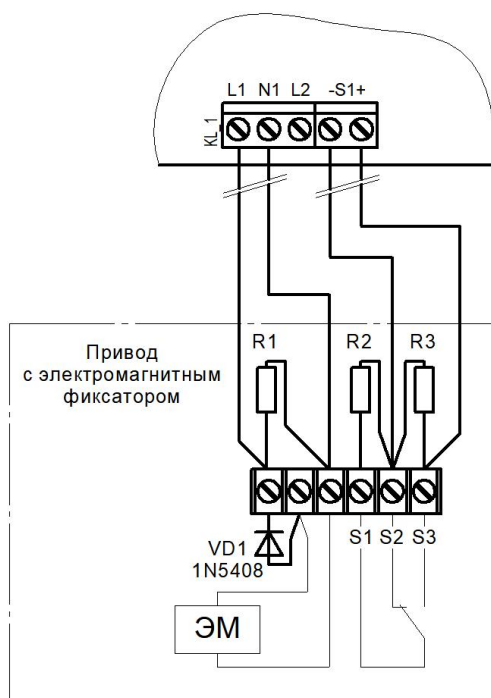 L1 N1 L2 -S1+
KL_1
R1 R2 R3
Привод
с электромагнитным
фиксатором
VD1 S1 S2 S3
1N5408
ЭМ